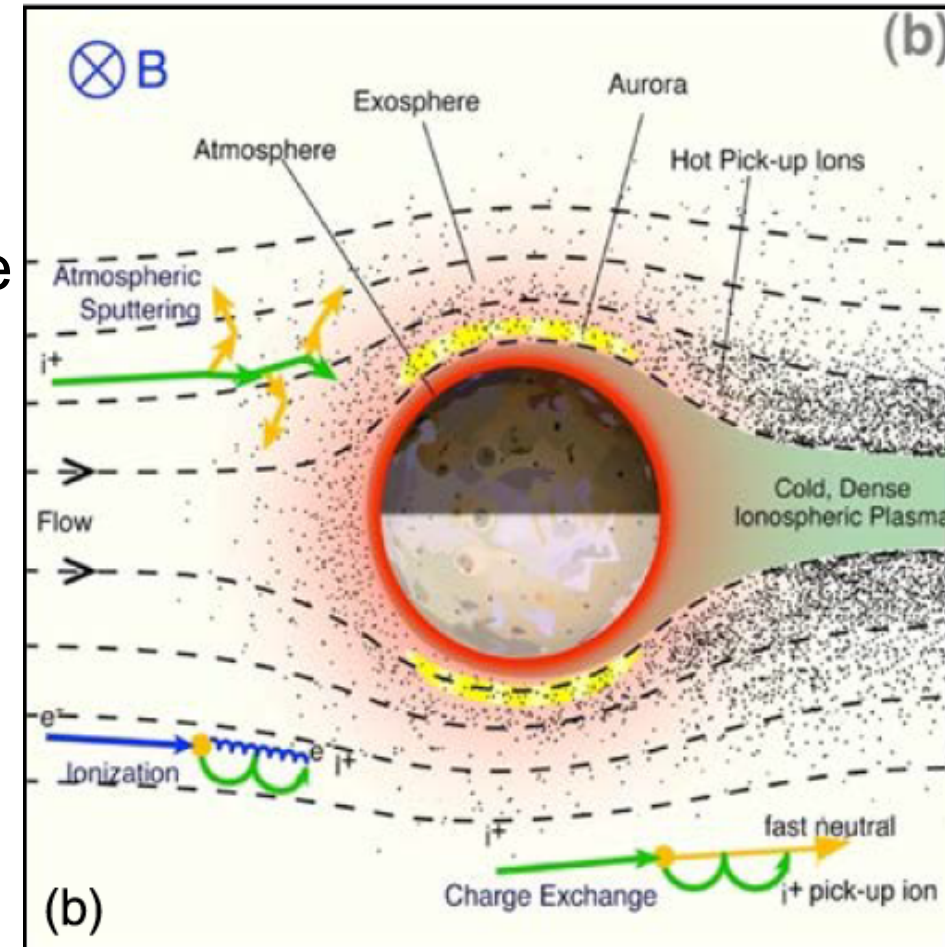 (b)
B
Aurora
Exosphere
Atmosphere
Hot Pick-up Ions
e
Atmospheric
Sputtering
i+
Cold, Dense
Ionospheric Plasma
Flow
e-
e-
i+
Ionization
i+
fast neutral
Charge Exchange
i+ pick-up ion
(b)